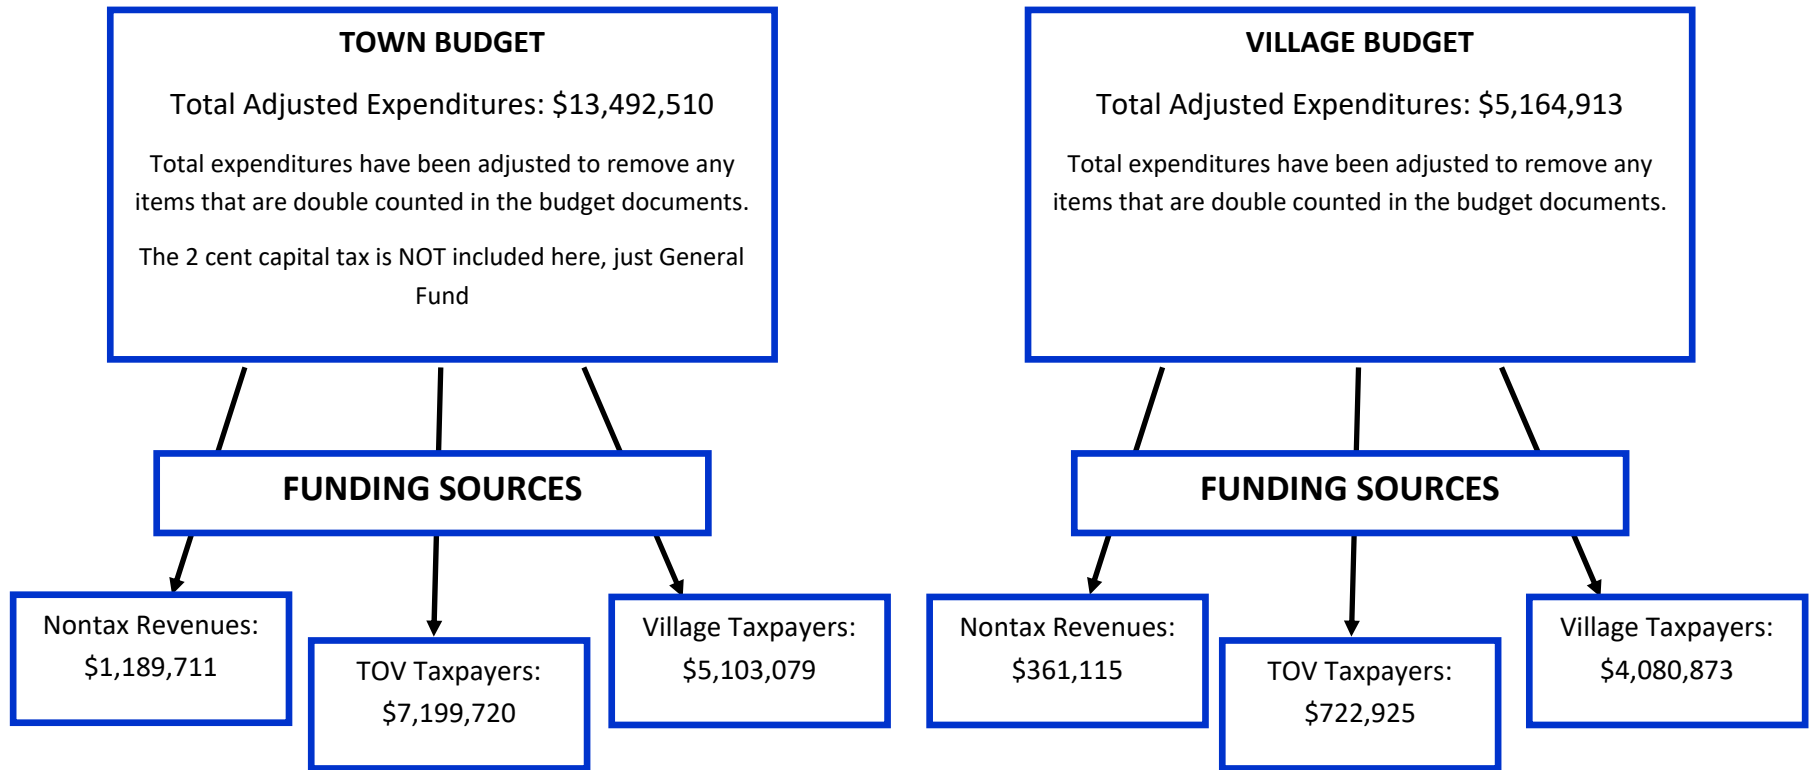 TOWN BUDGET
Total Adjusted Expenditures: $13,492,510
Total expenditures have been adjusted to remove any
items that are double counted in the budget documents.
The 2 cent capital tax is NOT included here, just General
Fund
FUNDING SOURCES
Nontax Revenues:
$1,189,711
TOV Taxpayers:
$7,199,720
Village Taxpayers:
$5,103,079
VILLAGE BUDGET
Total Adjusted Expenditures: $5,164,913
Total expenditures have been adjusted to remove any
items that are double counted in the budget documents.
FUNDING SOURCES
Nontax Revenues:
$361,115
TOV Taxpayers:
$722,925
Village Taxpayers:
$4,080,873